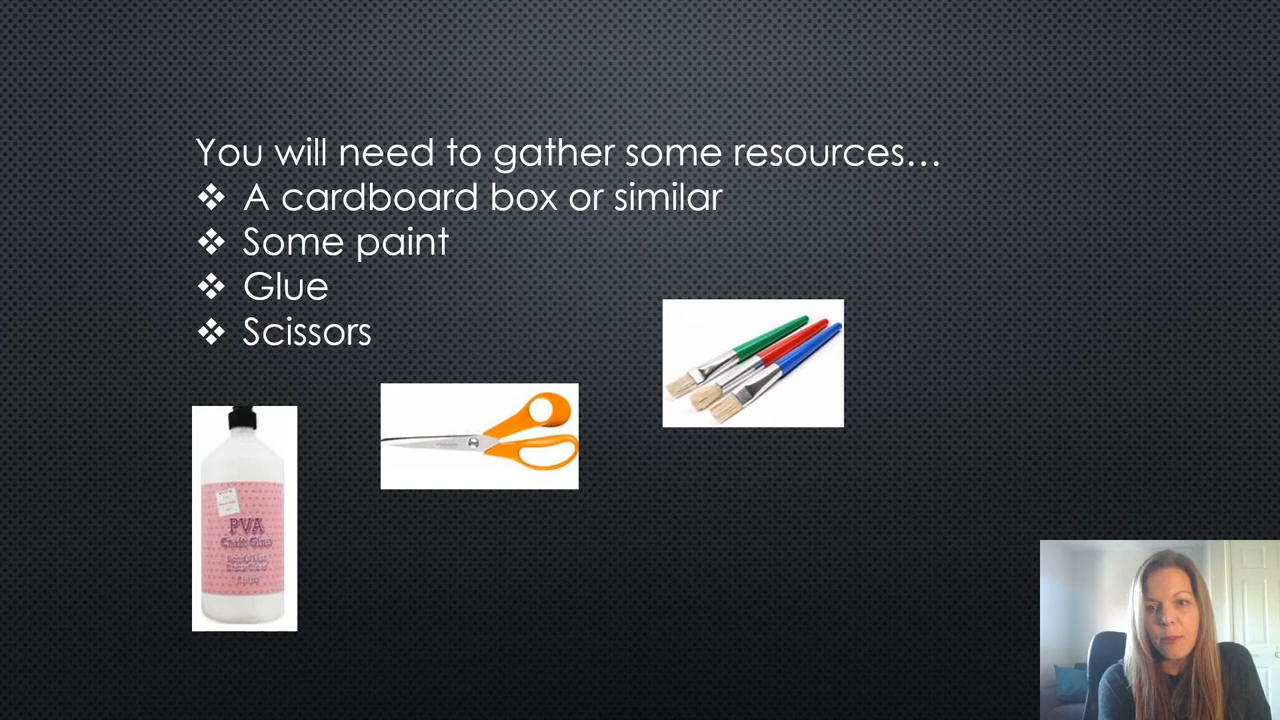 You will need to gather some resources…
❖ A cardboard box or similar
❖ Some paint
❖ Glue
❖ Scissors
PVA
Craft Glue